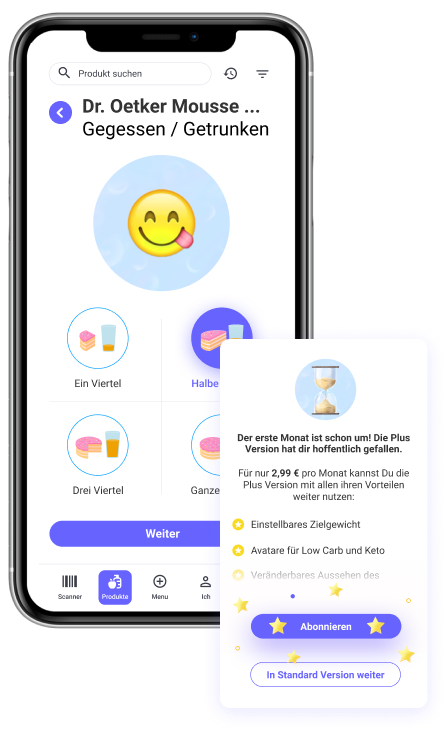 Produkt suchen
Dr. Oetker Mousse ...
Gegessen / Getrunken
Ein Viertel
Halbe
Drei Viertel
Ganze
Weiter
Scanner
Produkte
Menu
Ich
Der erste Monat ist schon um! Die Plus
Version hat dir hoffentlich gefallen.
Für nur 2,99 € pro Monat kannst Du die
Plus Version mit allen ihren Vorteilen
weiter nutzen:
Einstellbares Zielgewicht
Avatare für Low Carb und Keto
Veränderbares Aussehen des
Abonnieren
In Standard Version weiter